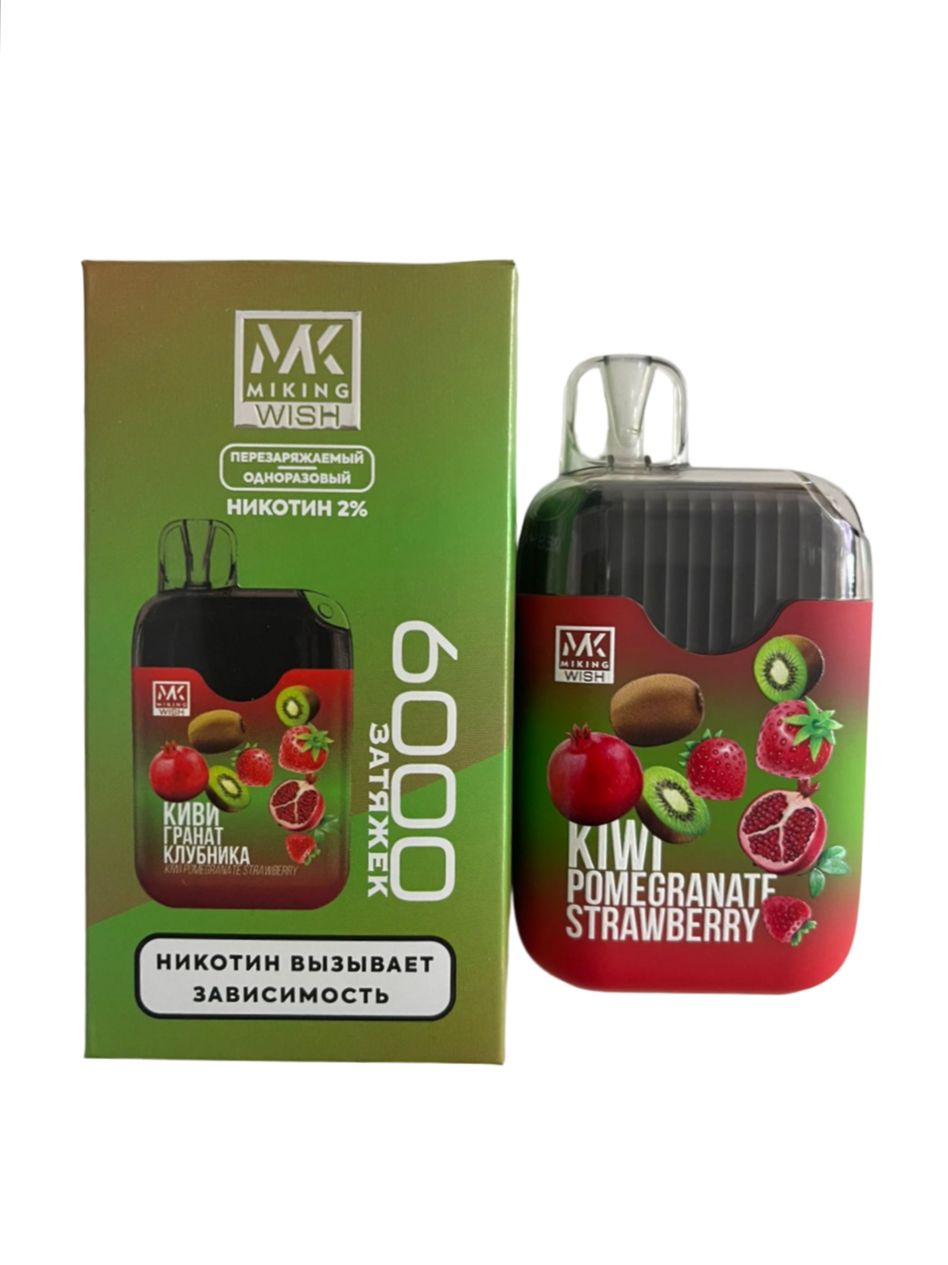 MK
MIKING
WISH
ПЕРЕЗАРЯЖАЕМЫЙ
ОДНОРАЗОВЫЙ
НИКОТИН 2%
6000
ЗАТЯЖЕК
MK
MIKING
WISH
КИВИ
ГРАНАТ
КЛУБНИКА
KIWI POMEGRANATE STRAWBERRY
НИКОТИН ВЫЗЫВАЕТ
ЗАВИСИМОСТЬ
MK
MIKING
WISH
KIWI
POMEGRANATE
STRAWBERRY